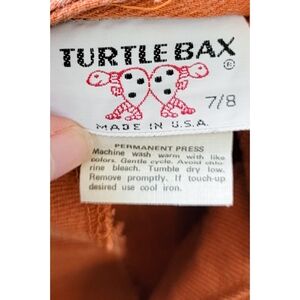 TURTLE BAX
®
7/8
MADE IN U.S.A.
PERMANENT PRESS
Machine wash warm with like
colors. Gentle cycle. Avoid chlo-
rine bleach. Tumble dry low.
Remove promptly. If touch-up
desired use cool iron.